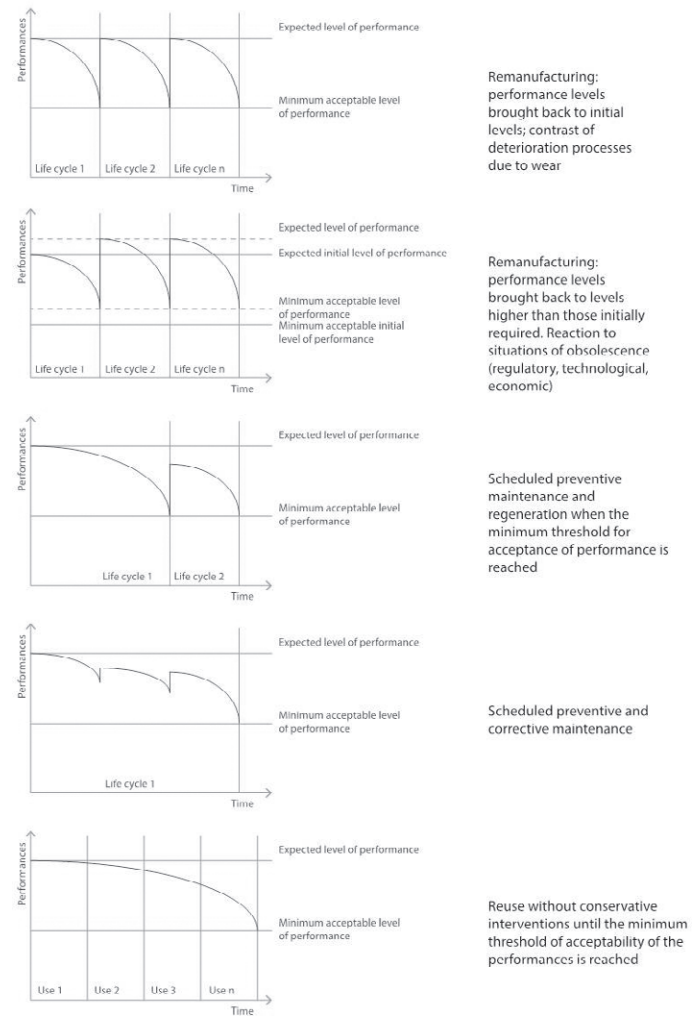 Performances
Expected level of performance
Minimum acceptable level
of performance
Life cycle 1
Life cycle 2
Life cycle n
Time
Remanufacturing:
performance levels
brought back to initial
levels; contrast of
deterioration processes
due to wear
Performances
Expected level of performance
Expected initial level of performance
Minimum acceptable level
of performance
Minimum acceptable initial
level of performance
Life cycle 1
Life cycle 2
Life cycle n
Time
Remanufacturing:
performance levels
brought back to levels
higher than those initially
required. Reaction to
situations of obsolescence
(regulatory, technological,
economic)
Performances
Expected level of performance
Minimum acceptable level
of performance
Life cycle 1
Life cycle 2
Time
Scheduled preventive
maintenance and
regeneration when the
minimum threshold for
acceptance of performance is
reached
Performances
Expected level of performance
Minimum acceptable level
of performance
Life cycle 1
Time
Scheduled preventive and
corrective maintenance
Performances
Expected level of performance
Minimum acceptable level
of performance
Use 1
Use 2
Use 3
Use n
Time
Reuse without conservative
interventions until the minimum
threshold of acceptability of the
performances is reached